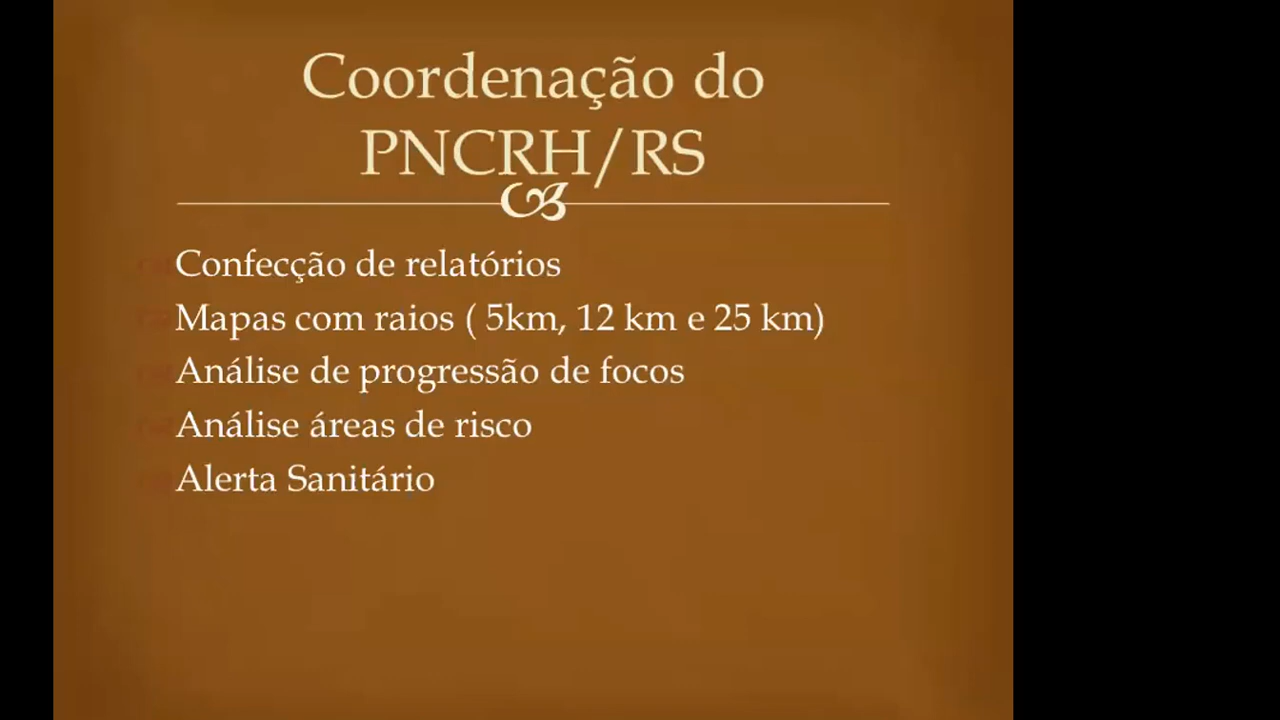 Coordenação do
PNCRH/RS
Confecção de relatórios
Mapas com raios ( 5km, 12 km e 25 km)
Análise de progressão de focos
Análise áreas de risco
Alerta Sanitário